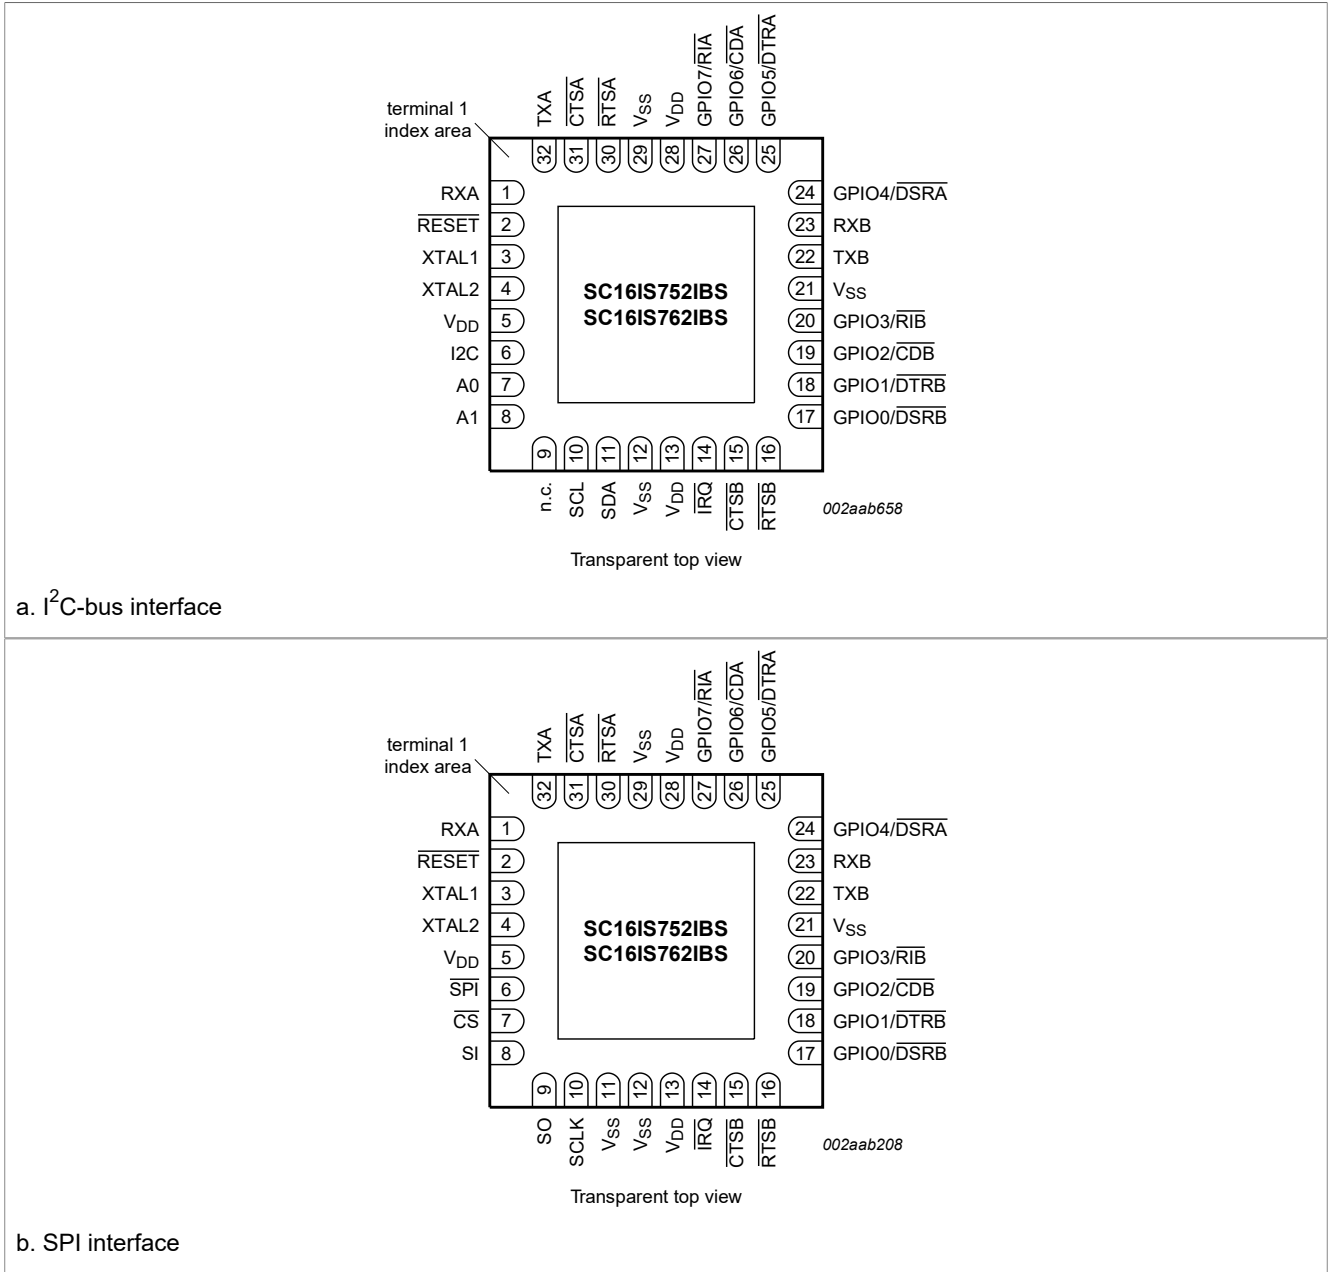 TXA
CTSA
RTSA
VSS
VDD
GPIO7/RIA
GPIO6/CDA
GPIO5/DTRA
terminal 1
index area
32 31 30 29 28 27 26 25
RXA 1
RESET 2
XTAL1 3
XTAL2 4
VDD 5
I2C 6
A0 7
A1 8
SC16IS752IBS
SC16IS762IBS
24 GPIO4/DSRA
23 RXB
22 TXB
21 VSS
20 GPIO3/RIB
19 GPIO2/CDB
18 GPIO1/DTRB
17 GPIO0/DSRB
9 10 11 12 13 14 15 16
n.c.
SCL
SDA
VSS
VDD
IRQ
CTSB
RTSB
002aab658
Transparent top view
a. I2C-bus interface
TXA
CTSA
RTSA
VSS
VDD
GPIO7/RIA
GPIO6/CDA
GPIO5/DTRA
terminal 1
index area
32 31 30 29 28 27 26 25
RXA 1
RESET 2
XTAL1 3
XTAL2 4
VDD 5
SPI 6
CS 7
SI 8
SC16IS752IBS
SC16IS762IBS
24 GPIO4/DSRA
23 RXB
22 TXB
21 VSS
20 GPIO3/RIB
19 GPIO2/CDB
18 GPIO1/DTRB
17 GPIO0/DSRB
9 10 11 12 13 14 15 16
SO
SCLK
VSS
VSS
VDD
IRQ
CTSB
RTSB
002aab208
Transparent top view
b. SPI interface